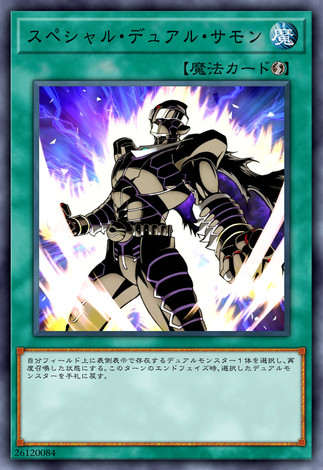 スペシャル・デュアル・サモン
魔
【魔法カード】
自分フィールド上に表側表示で存在するデュアルモンスター１体を選択し、再
度召喚した状態にする。このターンのエンドフェイズ時、選択したデュアルモ
ンスターを手札に戻す。
26120084